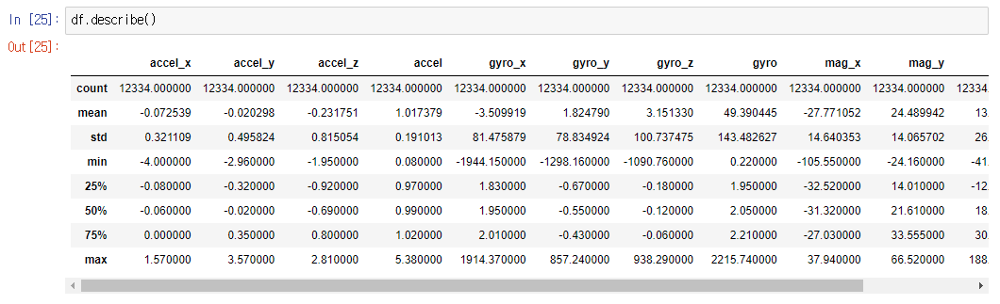 In [25]: df.describe()
Out[25]:
accel_x accel_y accel_z accel gyro_x gyro_y gyro_z gyro mag_x mag_y
count 12334.000000 12334.000000 12334.000000 12334.000000 12334.000000 12334.000000 12334.000000 12334.000000 12334.000000 12334.000000 12334.
mean -0.072539 -0.020298 -0.231751 1.017379 -3.509919 1.824790 3.151330 49.390445 -27.771052 24.489942 13.
std 0.321109 0.495824 0.815054 0.191013 81.475879 78.834924 100.737475 143.482627 14.640353 14.065702 26.
min -4.000000 -2.960000 -1.950000 0.080000 -1944.150000 -1298.160000 -1090.760000 0.220000 -105.550000 -24.160000 -41.
25% -0.080000 -0.320000 -0.920000 0.970000 1.830000 -0.670000 -0.180000 1.950000 -32.520000 14.010000 -12.
50% -0.060000 -0.020000 -0.690000 0.990000 1.950000 -0.550000 -0.120000 2.050000 -31.320000 21.610000 18.
75% 0.000000 0.350000 0.800000 1.020000 2.010000 -0.430000 -0.060000 2.210000 -27.030000 33.555000 30.
max 1.570000 3.570000 2.810000 5.380000 1914.370000 857.240000 938.290000 2215.740000 37.940000 66.520000 188.